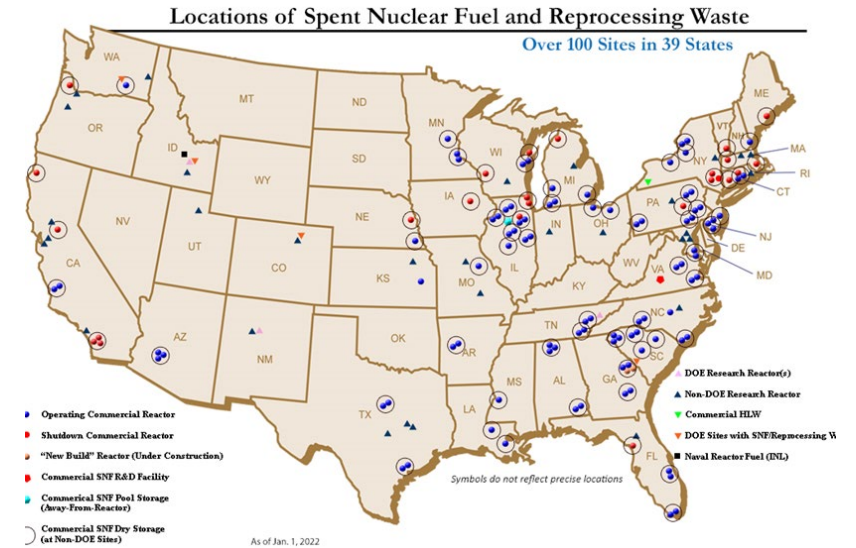 Locations of Spent Nuclear Fuel and Reprocessing Waste
Over 100 Sites in 39 States
WA
MT
ND
MN
ME
VT
NH
OR
ID
SD
WI
MI
NY
MA
WY
RI
IA
PA
CT
NE
NV
OH
IN
NJ
UT
IL
DE
CO
WV
VA
MD
CA
KS
MO
KY
NC
TN
OK
AR
SC
AZ
NM
MS
AL
GA
LA
TX
FL
DOE Research Reactor(s)
Non-DOE Research Reactor
Commercial HLW
DOE Sites with SNF/Reprocessing W
Naval Reactor Fuel (INL)
Operating Commercial Reactor
Shutdown Commercial Reactor
“New Build” Reactor (Under Construction)
Commercial SNF R&D Facility
Commerical SNF Pool Storage
(Away-From-Reactor)
Commercial SNF Dry Storage
(at Non-DOE Sites)
Symbols do not reflect precise locations
As of Jan. 1, 2022